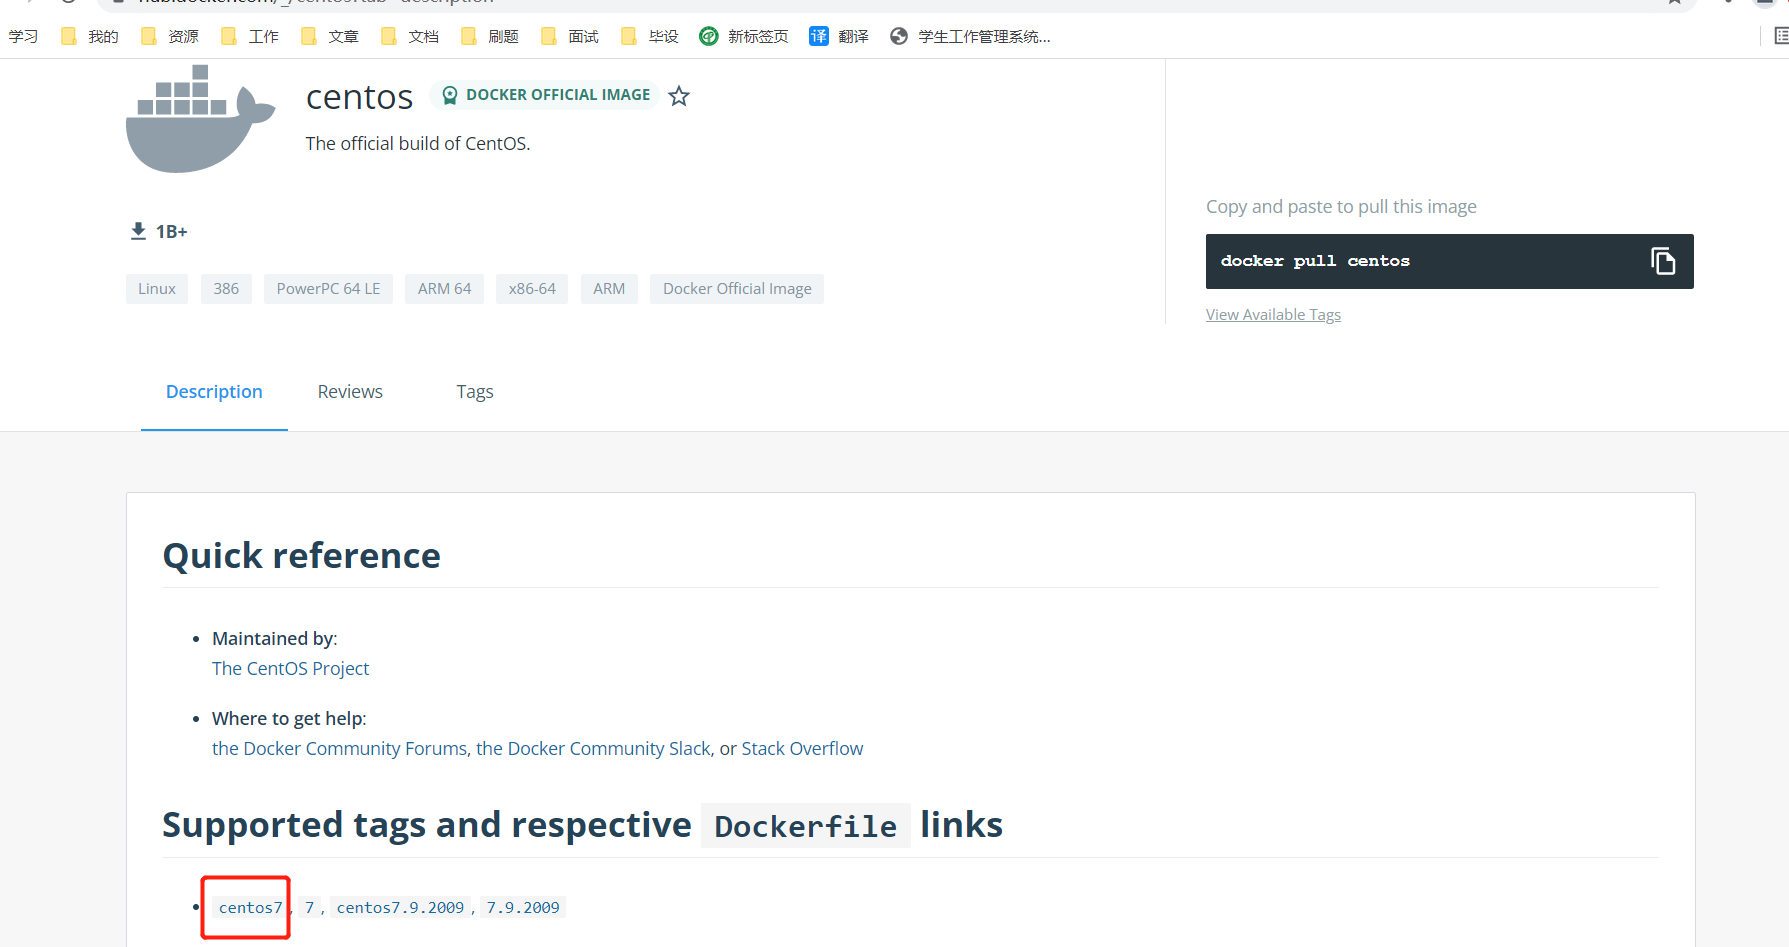 学习 我的 资源 工作 文章 文档 刷题 面试 毕设 新标签页 译 翻译 学生工作管理系统...
centos DOCKER OFFICIAL IMAGE
The official build of CentOS.
1B+
Linux 386 PowerPC 64 LE ARM 64 x86-64 ARM Docker Official Image
Copy and paste to pull this image
docker pull centos
View Available Tags
Description Reviews Tags
Quick reference
• Maintained by:
The CentOS Project
• Where to get help:
the Docker Community Forums, the Docker Community Slack, or Stack Overflow
Supported tags and respective Dockerfile links
• centos7, 7, centos7.9.2009, 7.9.2009